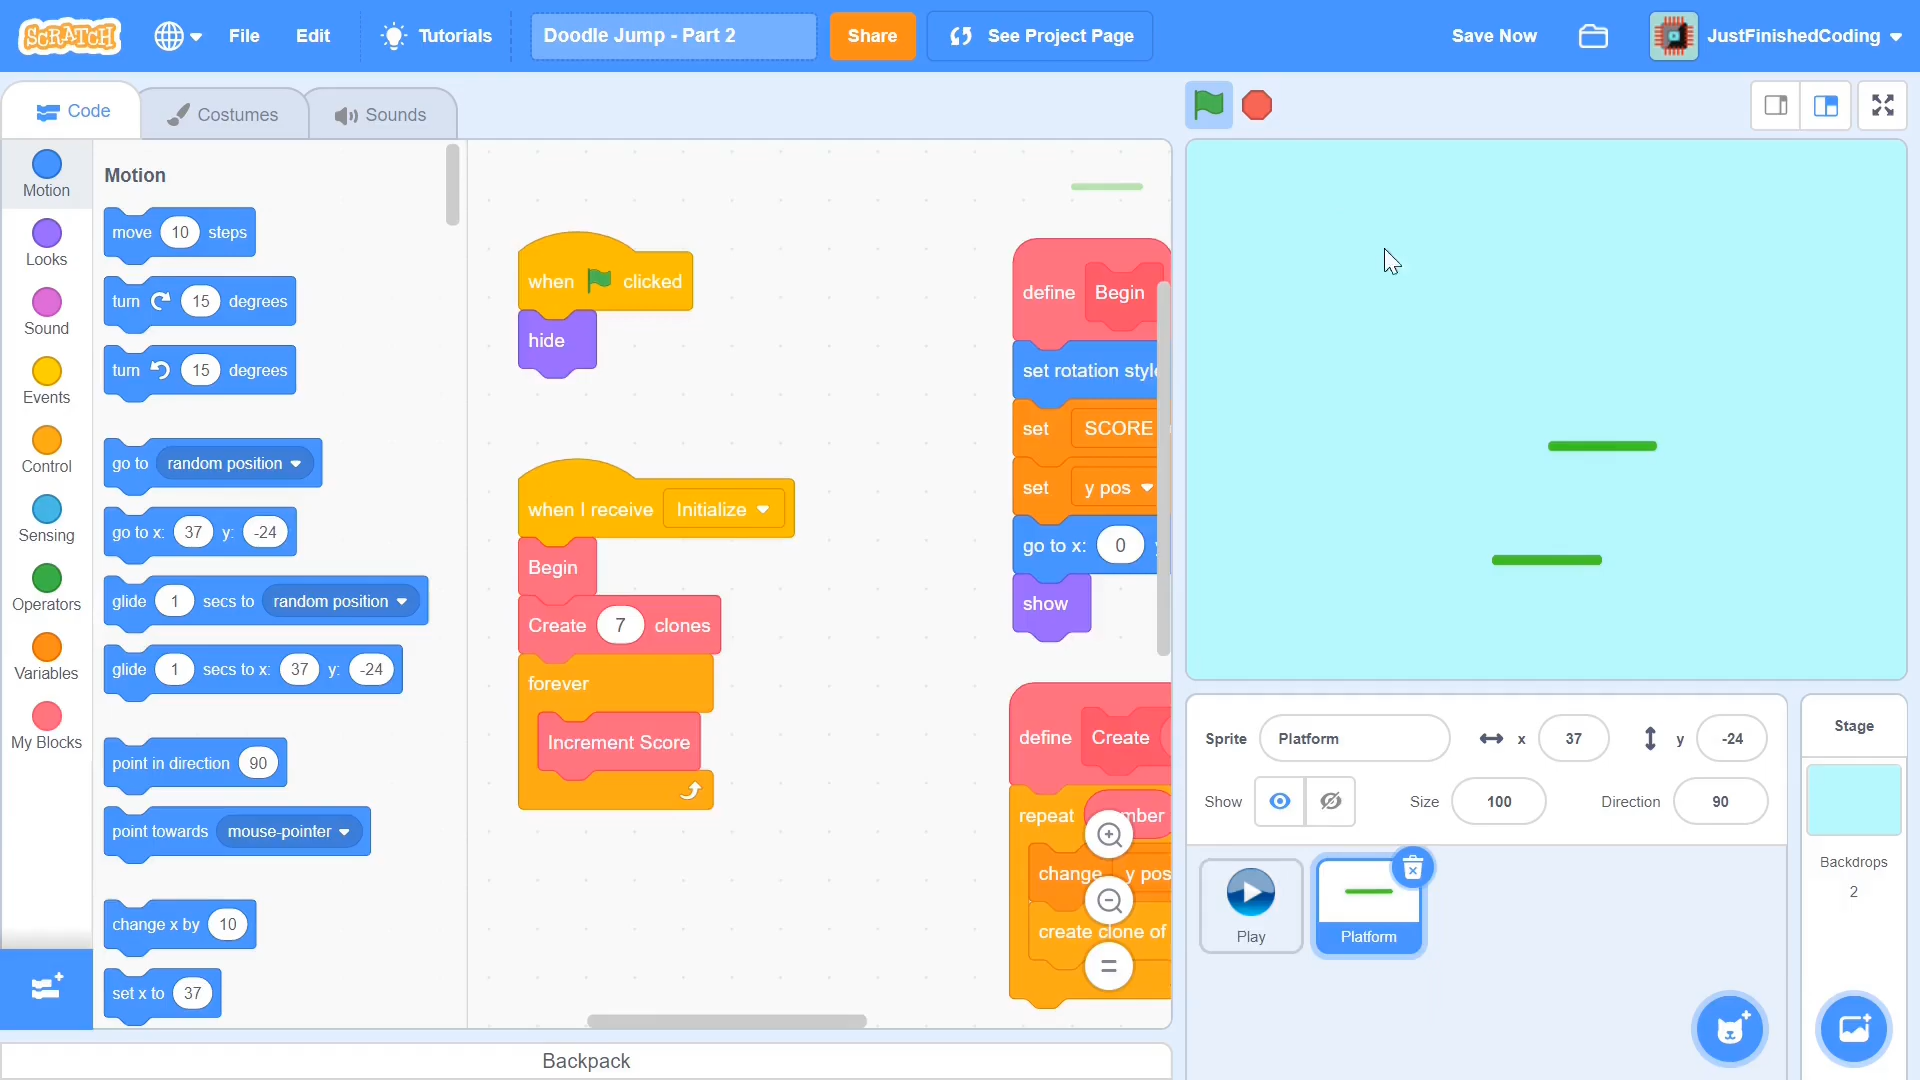 SCRATCH
File
Edit
Tutorials
Doodle Jump - Part 2
Share
See Project Page
Save Now
JustFinishedCoding
Code
Costumes
Sounds
Motion
Looks
Sound
Events
Control
Sensing
Operators
Variables
My Blocks
Motion
move 10 steps
turn 15 degrees
turn 15 degrees
go to random position
go to x: 37 y: -24
glide 1 secs to random position
glide 1 secs to x: 37 y: -24
point in direction 90
point towards mouse-pointer
change x by 10
set x to 37
when clicked
hide
when I receive Initialize
Begin
Create 7 clones
forever
Increment Score
define Begin
set rotation style
set SCORE
set y pos
go to x: 0
show
define Create
repeat
change y pos
create clone of
Backpack
Sprite Platform x 37 y -24
Show Size 100 Direction 90
Play
Platform
Stage
Backdrops
2